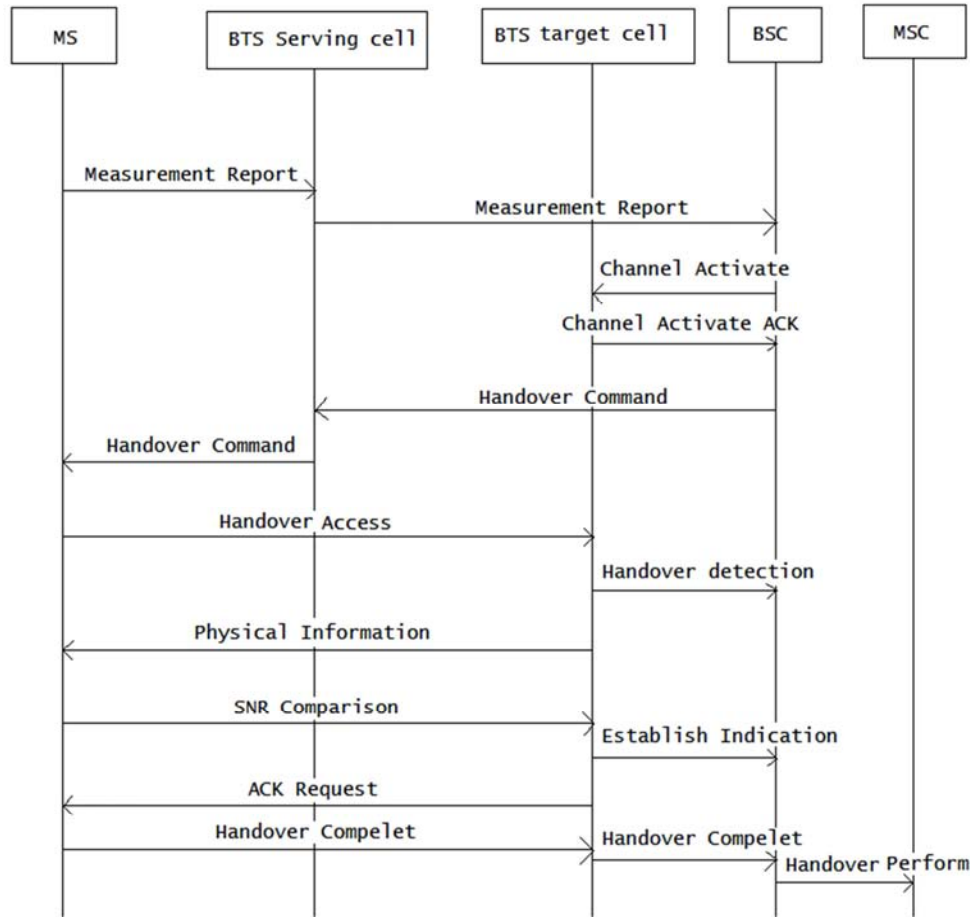 MS
BTS Serving cell
BTS target cell
BSC
MSC
Measurement Report
Measurement Report
Channel Activate
Channel Activate ACK
Handover Command
Handover Command
Handover Access
Handover detection
Physical Information
SNR Comparison
Establish Indication
ACK Request
Handover Compelet
Handover Compelet
Handover Perform